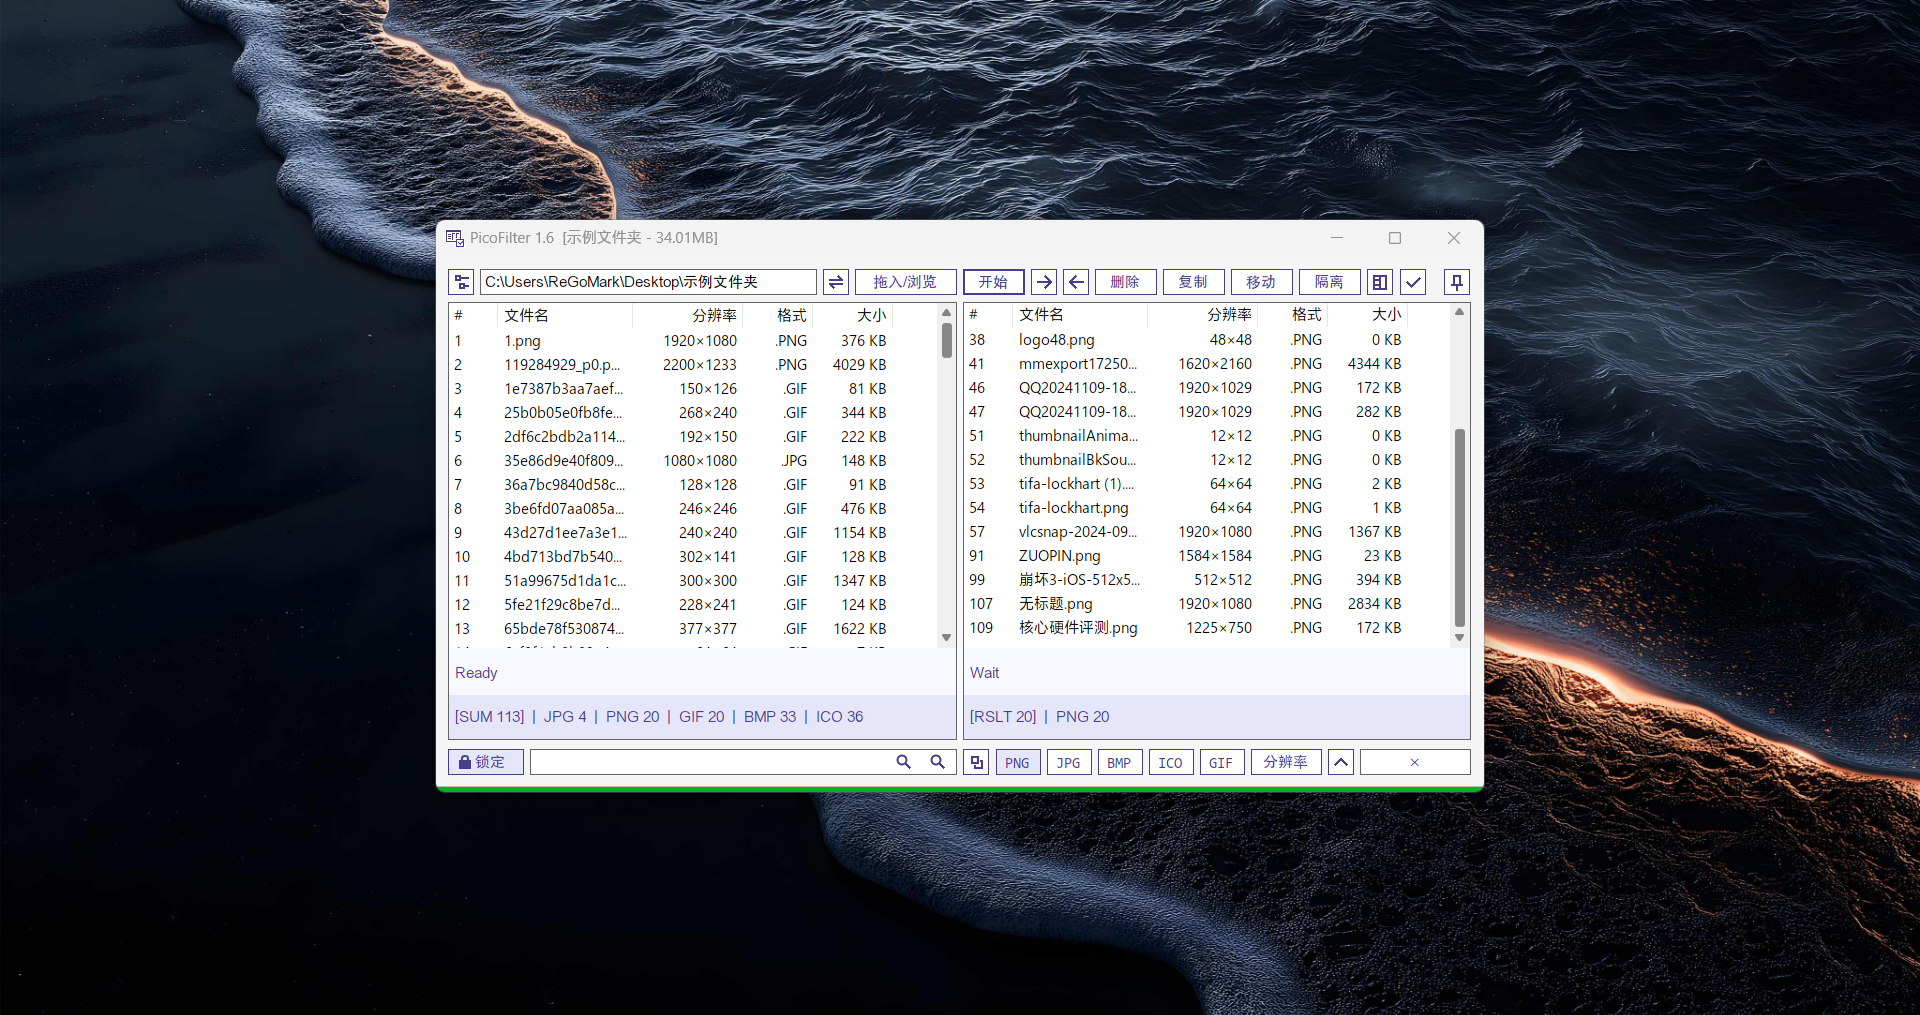 PicoFilter 1.6 [示例文件夹 - 34.01MB]
C:\Users\ReGoMark\Desktop\示例文件夹 拖入/浏览 开始 删除 复制 移动 隔离
# 文件名 分辨率 格式 大小
1 1.png 1920×1080 .PNG 376 KB
2 119284929_p0.p... 2200×1233 .PNG 4029 KB
3 1e7387b3aa7aef... 150×126 .GIF 81 KB
4 25b0b05e0fb8fe... 268×240 .GIF 344 KB
5 2df6c2bdb2a114... 192×150 .GIF 222 KB
6 35e86d9e40f809... 1080×1080 .JPG 148 KB
7 36a7bc9840d58c... 128×128 .GIF 91 KB
8 3be6fd07aa085a... 246×246 .GIF 476 KB
9 43d27d1ee7a3e1... 240×240 .GIF 1154 KB
10 4bd713bd7b540... 302×141 .GIF 128 KB
11 51a99675d1da1c... 300×300 .GIF 1347 KB
12 5fe21f29c8be7d... 228×241 .GIF 124 KB
13 65bde78f530874... 377×377 .GIF 1622 KB
Ready
[SUM 113] | JPG 4 | PNG 20 | GIF 20 | BMP 33 | ICO 36
# 文件名 分辨率 格式 大小
38 logo48.png 48×48 .PNG 0 KB
41 mmexport17250... 1620×2160 .PNG 4344 KB
46 QQ20241109-18... 1920×1029 .PNG 172 KB
47 QQ20241109-18... 1920×1029 .PNG 282 KB
51 thumbnailAnima... 12×12 .PNG 0 KB
52 thumbnailBkSou... 12×12 .PNG 0 KB
53 tifa-lockhart (1).... 64×64 .PNG 2 KB
54 tifa-lockhart.png 64×64 .PNG 1 KB
57 vlcsnap-2024-09... 1920×1080 .PNG 1367 KB
91 ZUOPIN.png 1584×1584 .PNG 23 KB
99 崩坏3-iOS-512x5... 512×512 .PNG 394 KB
107 无标题.png 1920×1080 .PNG 2834 KB
109 核心硬件评测.png 1225×750 .PNG 172 KB
Wait
[RSLT 20] | PNG 20
锁定 PNG JPG BMP ICO GIF 分辨率 ×